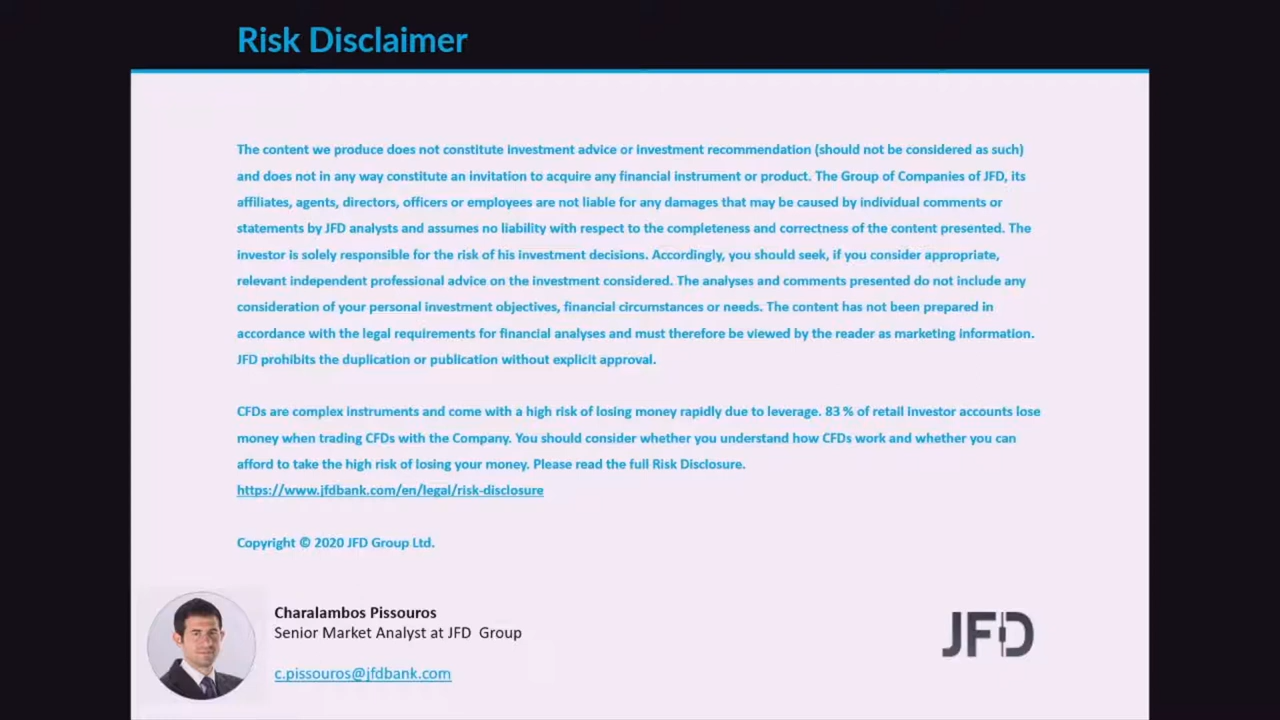 Risk Disclaimer
The content we produce does not constitute investment advice or investment recommendation (should not be considered as such)
and does not in any way constitute an invitation to acquire any financial instrument or product. The Group of Companies of JFD, its
affiliates, agents, directors, officers or employees are not liable for any damages that may be caused by individual comments or
statements by JFD analysts and assumes no liability with respect to the completeness and correctness of the content presented. The
investor is solely responsible for the risk of his investment decisions. Accordingly, you should seek, if you consider appropriate,
relevant independent professional advice on the investment considered. The analyses and comments presented do not include any
consideration of your personal investment objectives, financial circumstances or needs. The content has not been prepared in
accordance with the legal requirements for financial analyses and must therefore be viewed by the reader as marketing information.
JFD prohibits the duplication or publication without explicit approval.
CFDs are complex instruments and come with a high risk of losing money rapidly due to leverage. 83 % of retail investor accounts lose
money when trading CFDs with the Company. You should consider whether you understand how CFDs work and whether you can
afford to take the high risk of losing your money. Please read the full Risk Disclosure.
https://www.jfdbank.com/en/legal/risk-disclosure
Copyright © 2020 JFD Group Ltd.
Charalambos Pissouros
Senior Market Analyst at JFD Group
c.pissouros@jfdbank.com
JFD